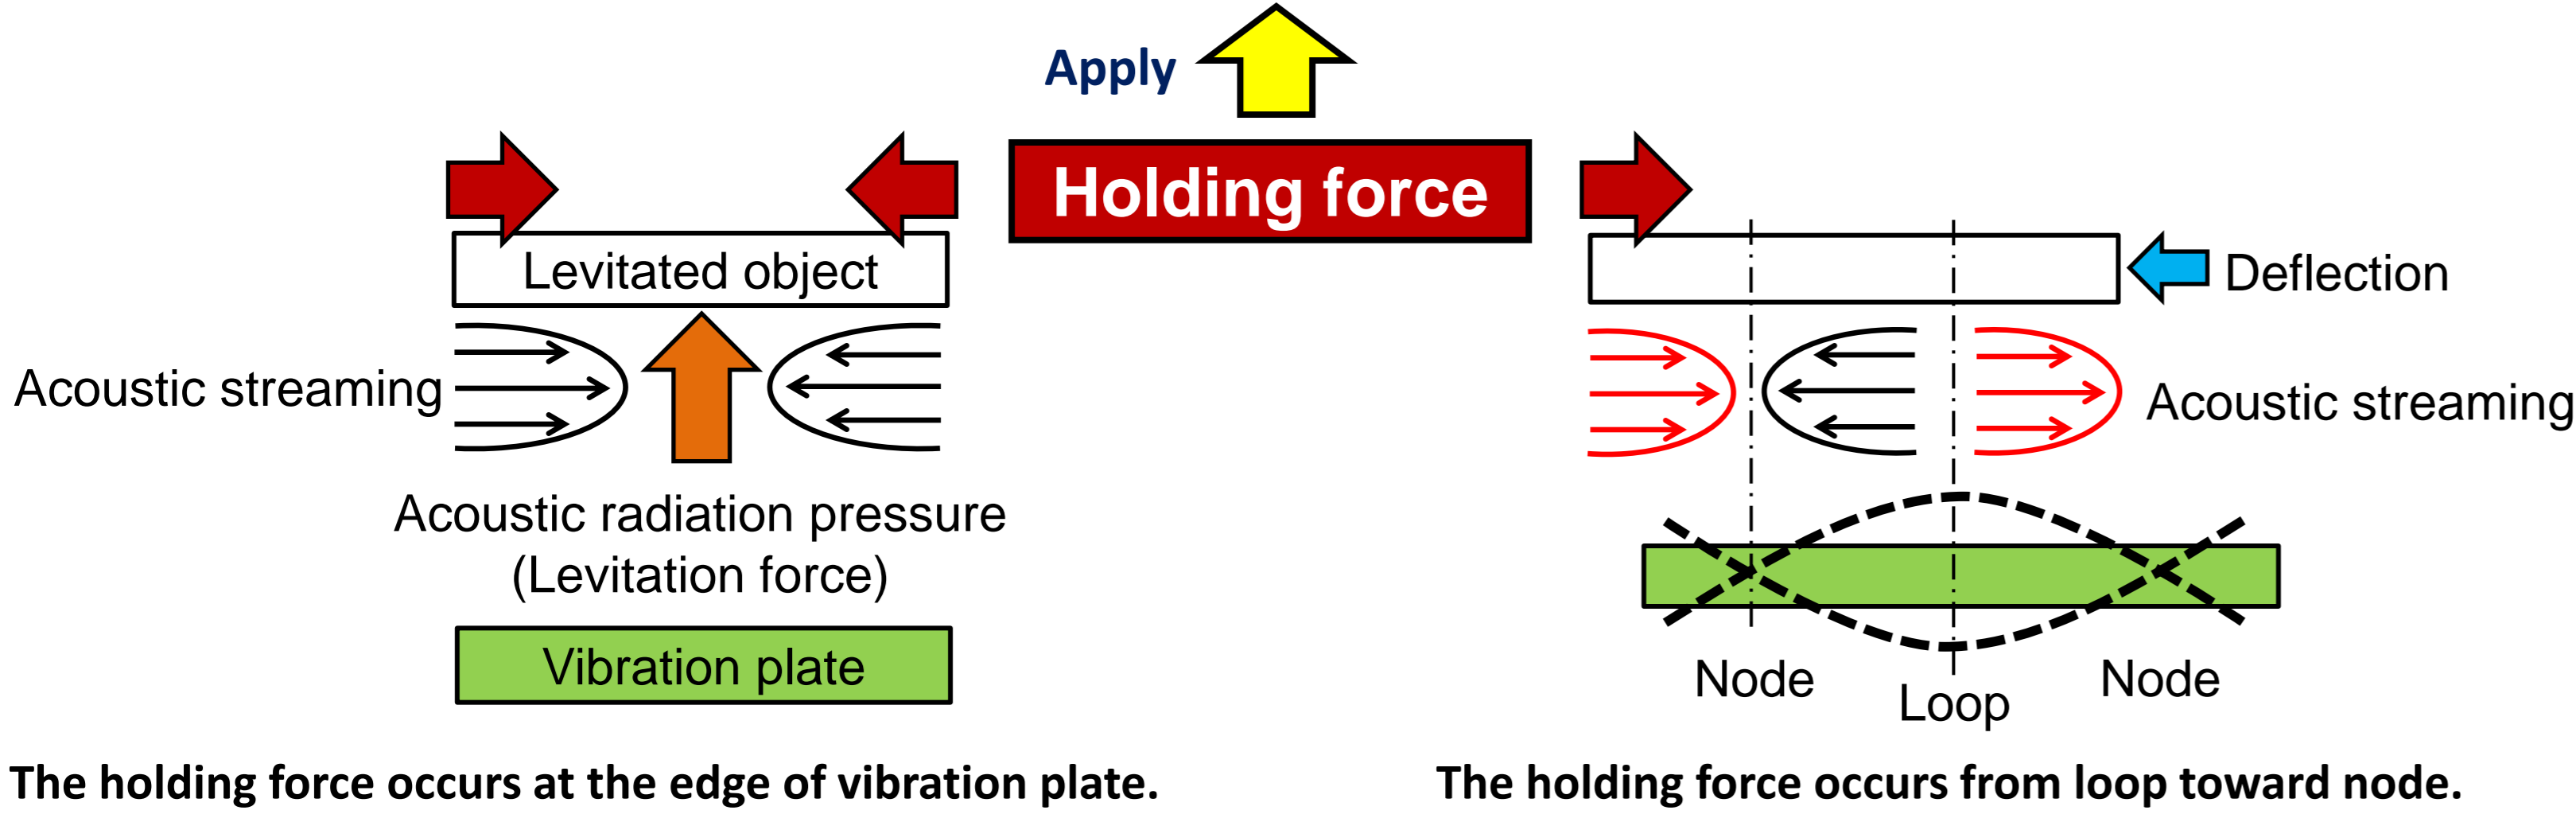 Apply
Holding force
Levitated object
Acoustic streaming
Acoustic radiation pressure
(Levitation force)
Vibration plate
The holding force occurs at the edge of vibration plate.
Deflection
Acoustic streaming
Node
Loop
Node
The holding force occurs from loop toward node.